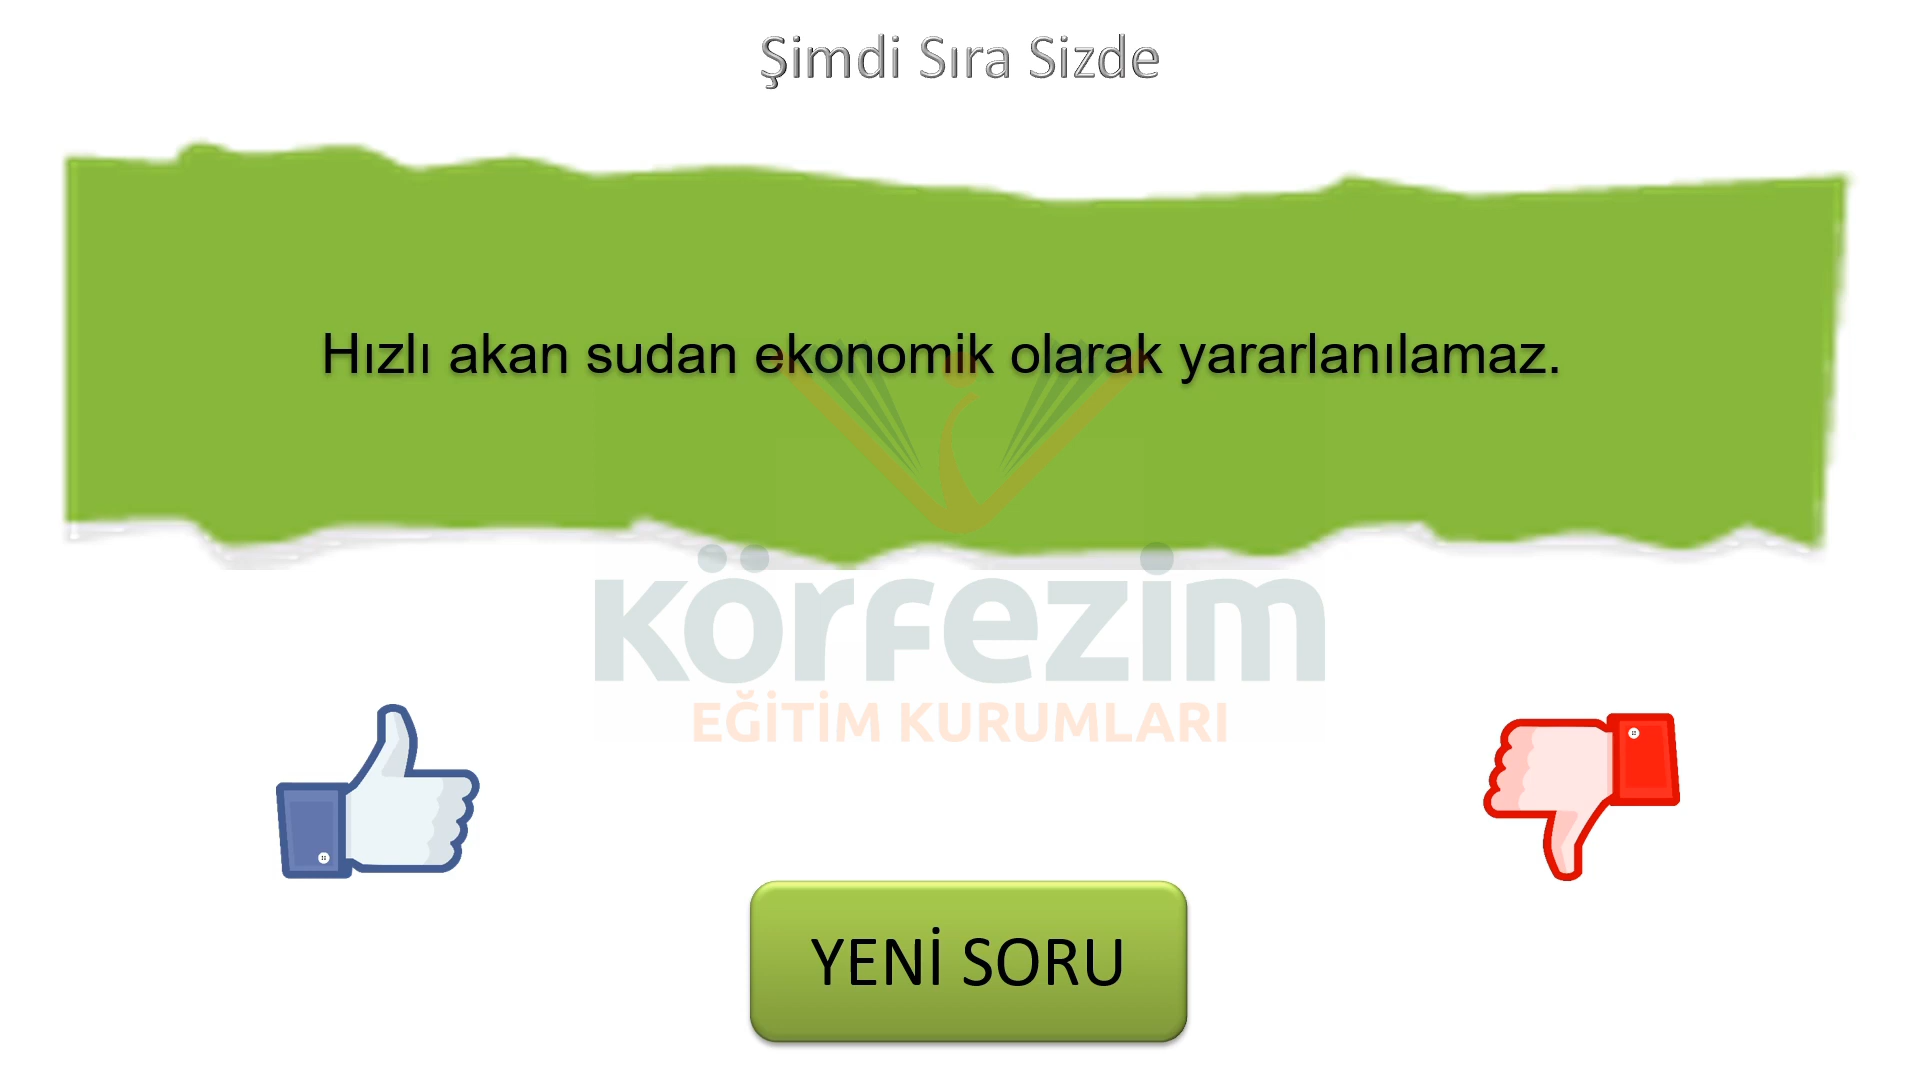 Şimdi Sıra Sizde
Hızlı akan sudan ekonomik olarak yararlanılamaz.
körfezim
EĞİTİM KURUMLARI
YENİ SORU